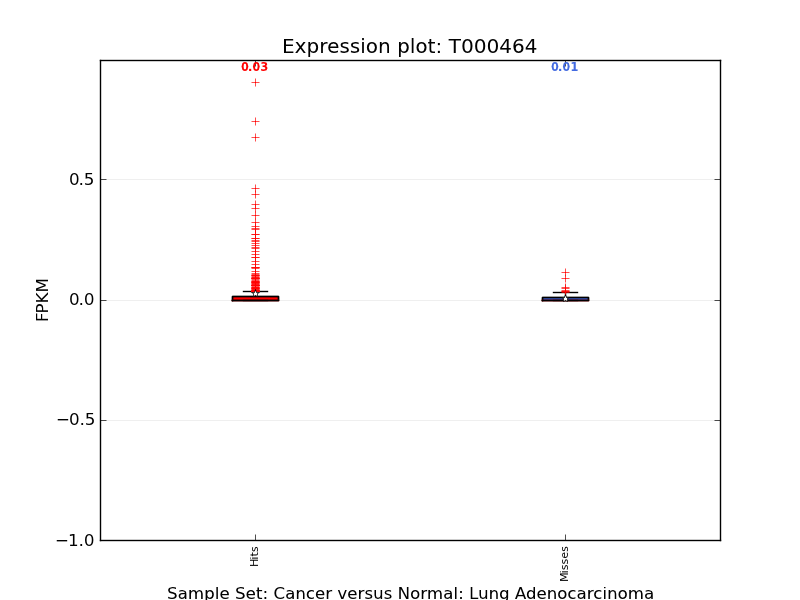 Expression plot: T000464
0.03
0.01
0.5
0.0
−0.5
−1.0
FPKM
Hits
Misses
Sample Set: Cancer versus Normal: Lung Adenocarcinoma